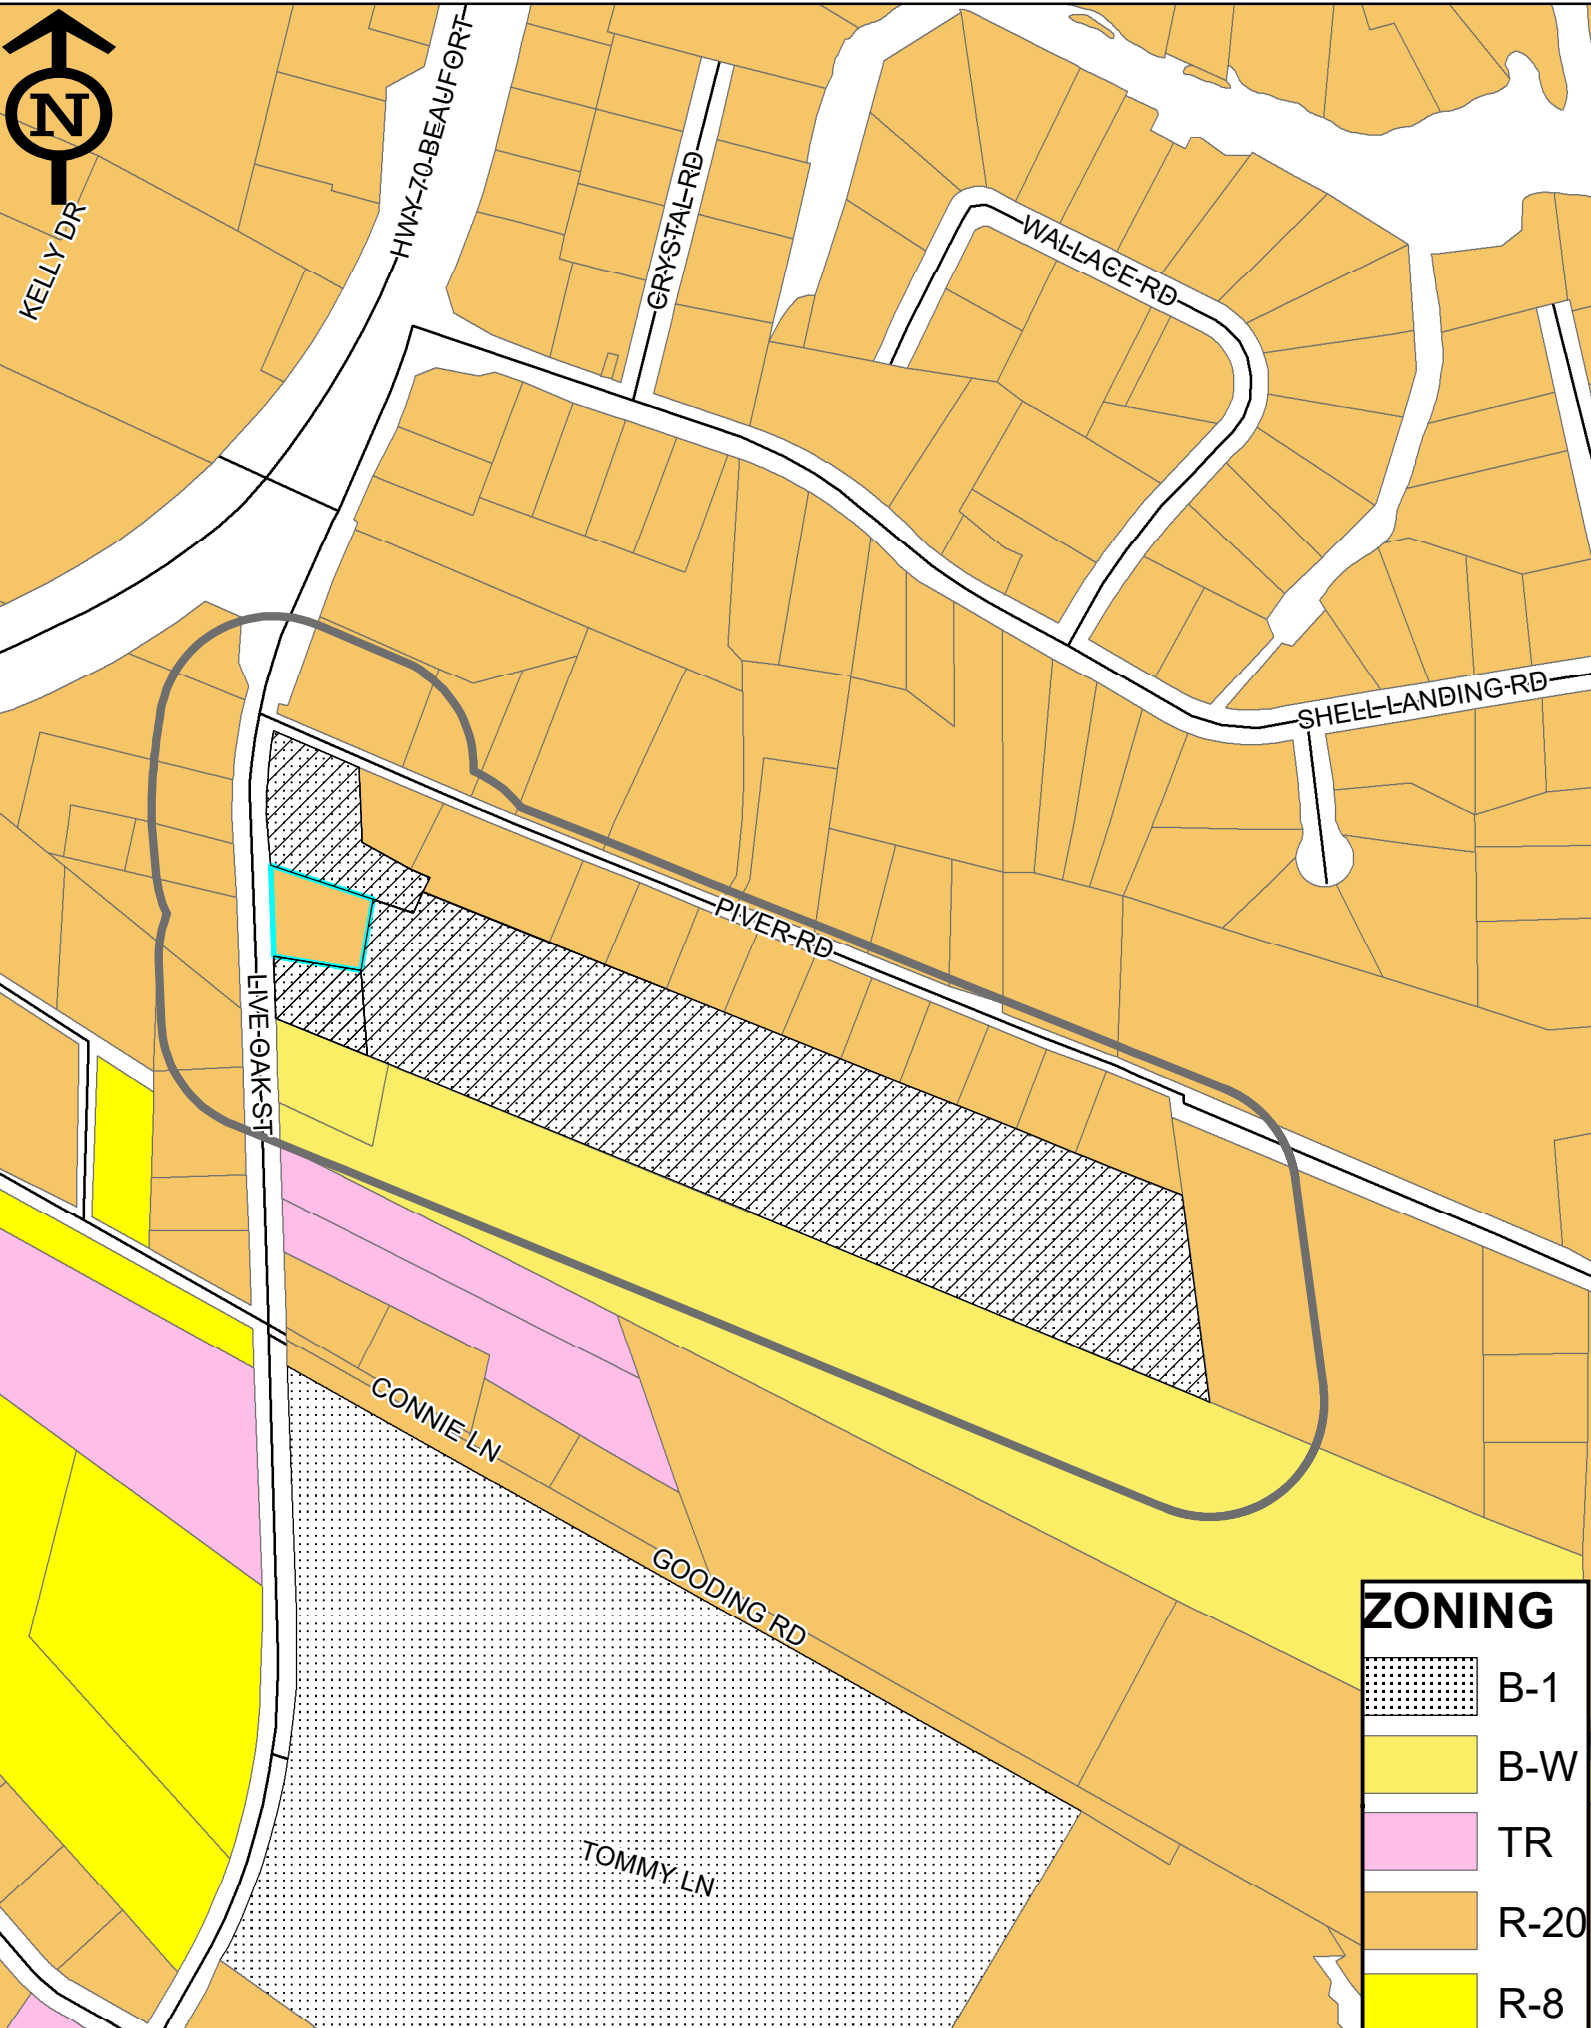 N
HWY 70 BEAUFORT
CRYSTAL RD
KELLY DR
WALLACE RD
SHELL LANDING RD
PIVER RD
LIVE OAK ST
CONNIE LN
GOODING RD
TOMMY LN
ZONING
B-1
B-W
TR
R-20
R-8